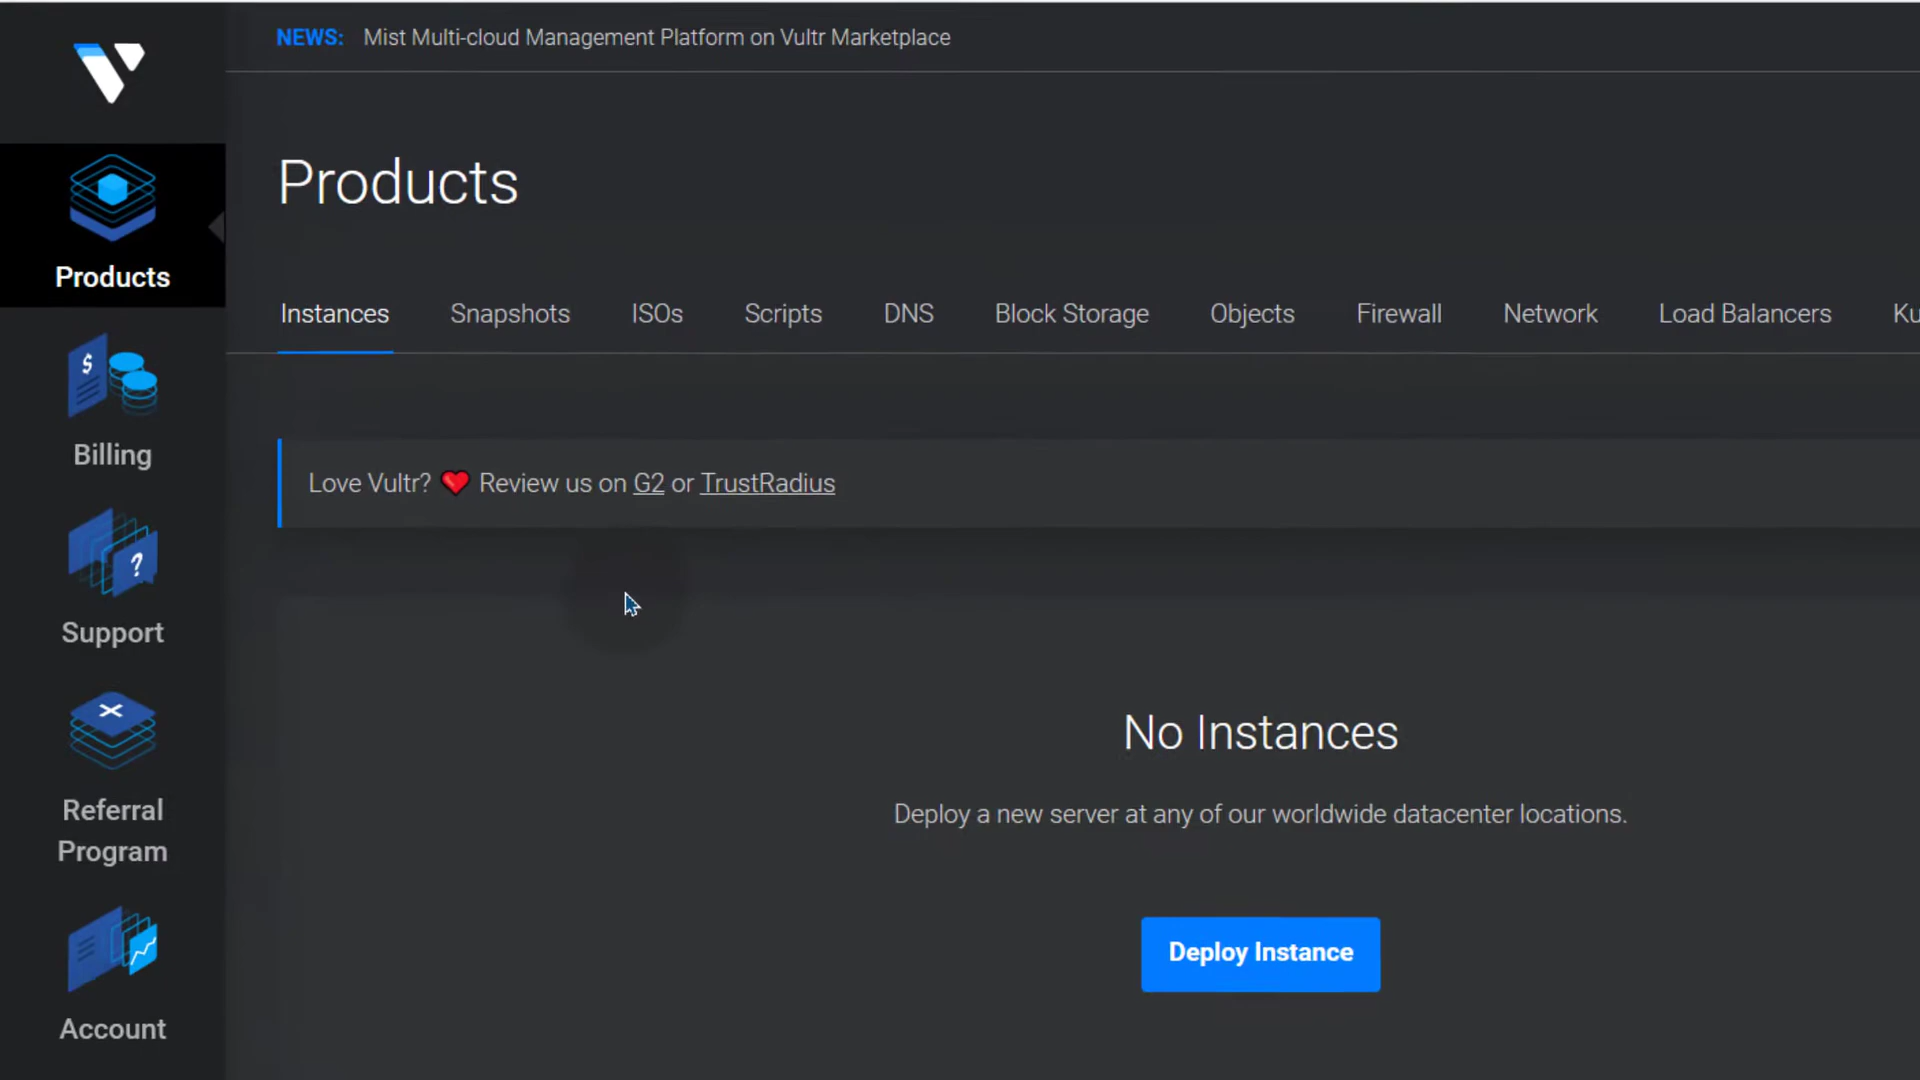 NEWS: Mist Multi-cloud Management Platform on Vultr Marketplace
Products
Products
Instances Snapshots ISOs Scripts DNS Block Storage Objects Firewall Network Load Balancers Ku
Billing
Love Vultr? ❤️ Review us on G2 or TrustRadius
Support
No Instances
Deploy a new server at any of our worldwide datacenter locations.
Referral
Program
Deploy Instance
Account